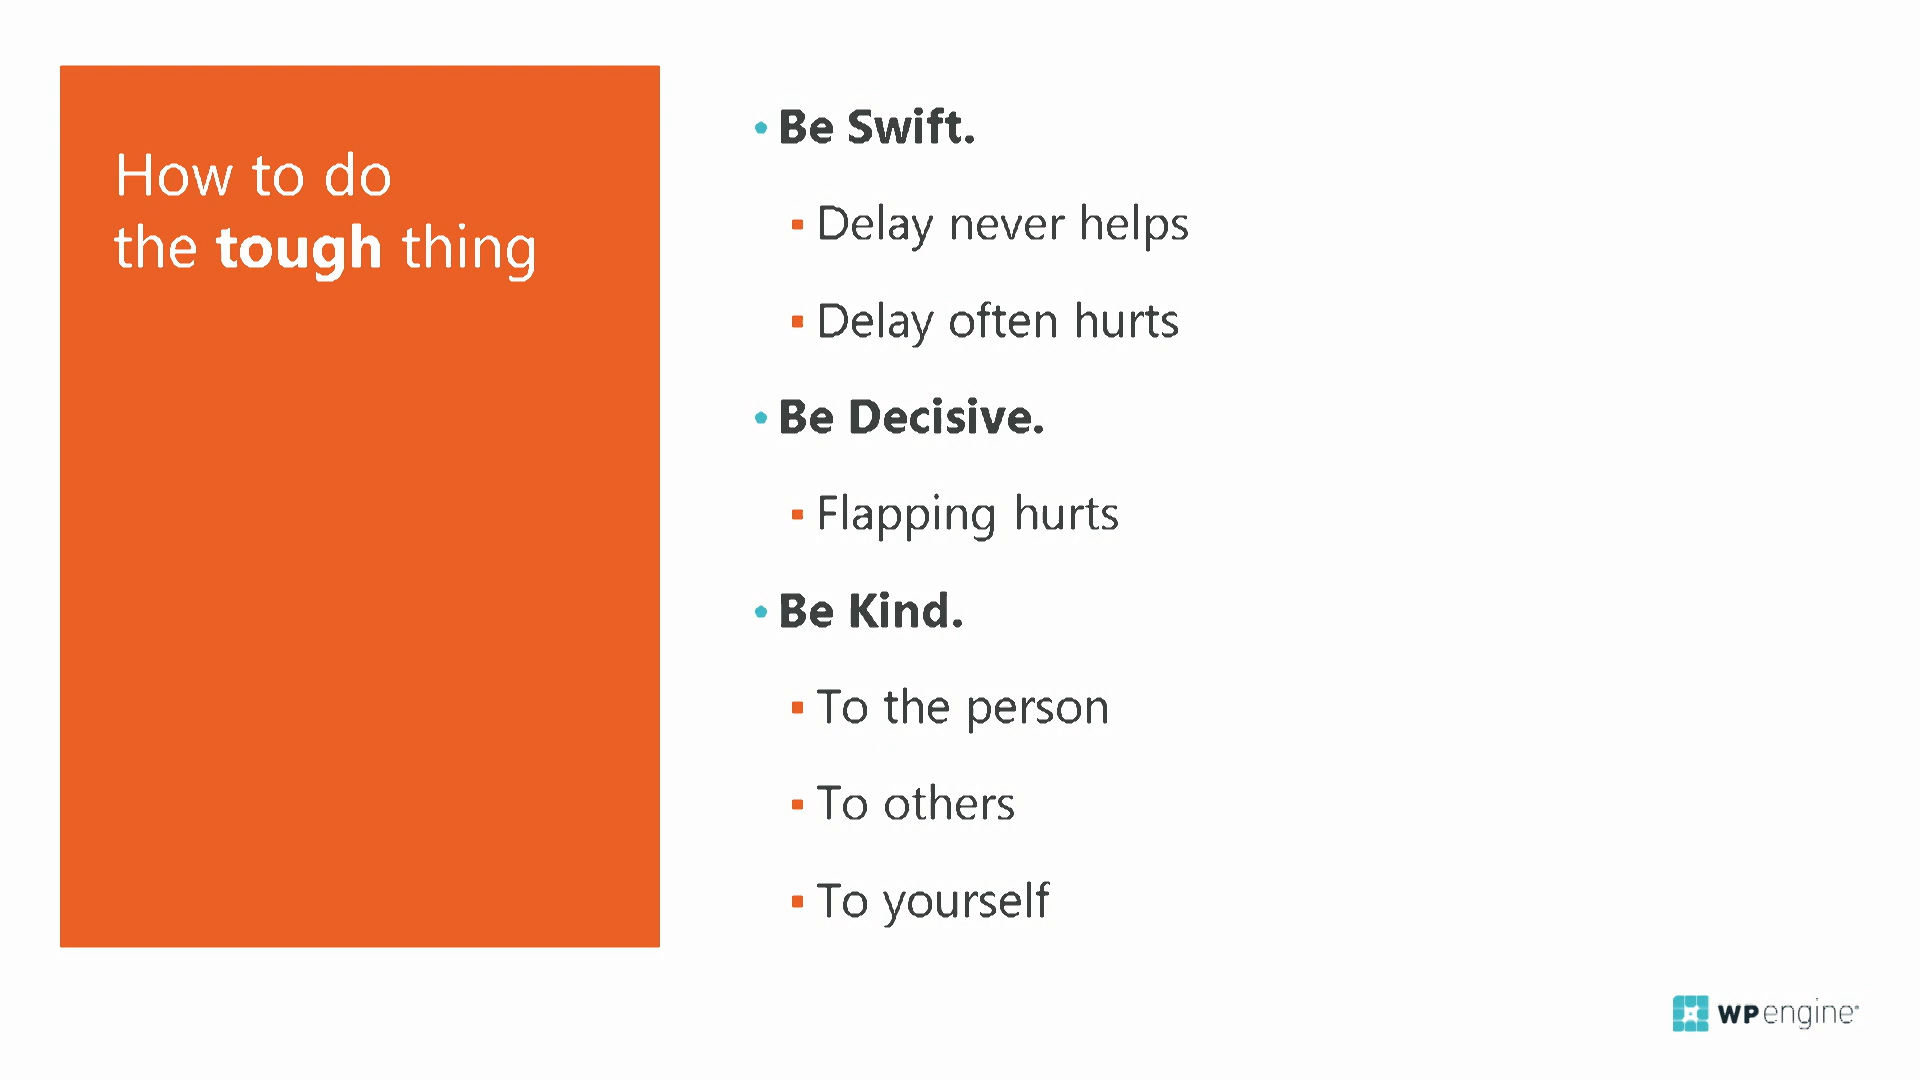 How to do
the tough thing
• Be Swift.
▪ Delay never helps
▪ Delay often hurts
• Be Decisive.
▪ Flapping hurts
• Be Kind.
▪ To the person
▪ To others
▪ To yourself
WP engine